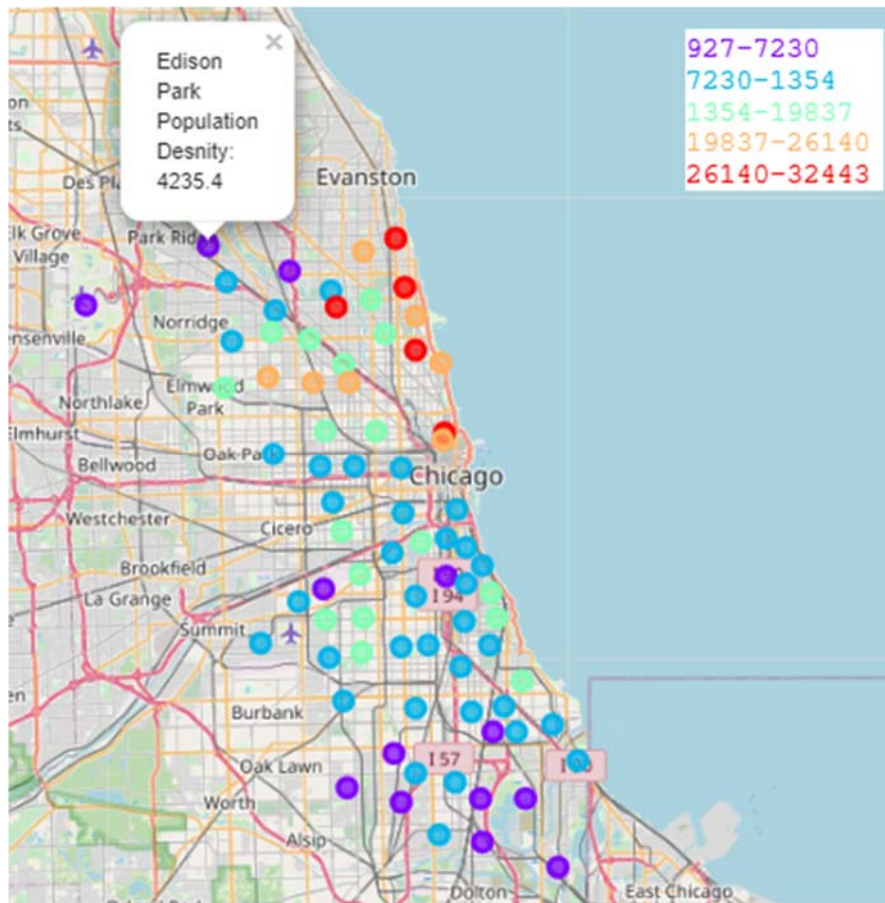 Edison
Park
Population
Desnity:
4235.4
×
927-7230
7230-1354
1354-19837
19837-26140
26140-32443
Evanston
Des Pla
Elk Grove
Village
Park Rid
Norridge
ensenville
Elmwood
Park
Northlake
Elmhurst
Oak Park
Bellwood
Chicago
Westchester
Cicero
Brookfield
La Grange
I 94
Summit
Burbank
I 57
Oak Lawn
Worth
Alsip
Dolton
East Chicago